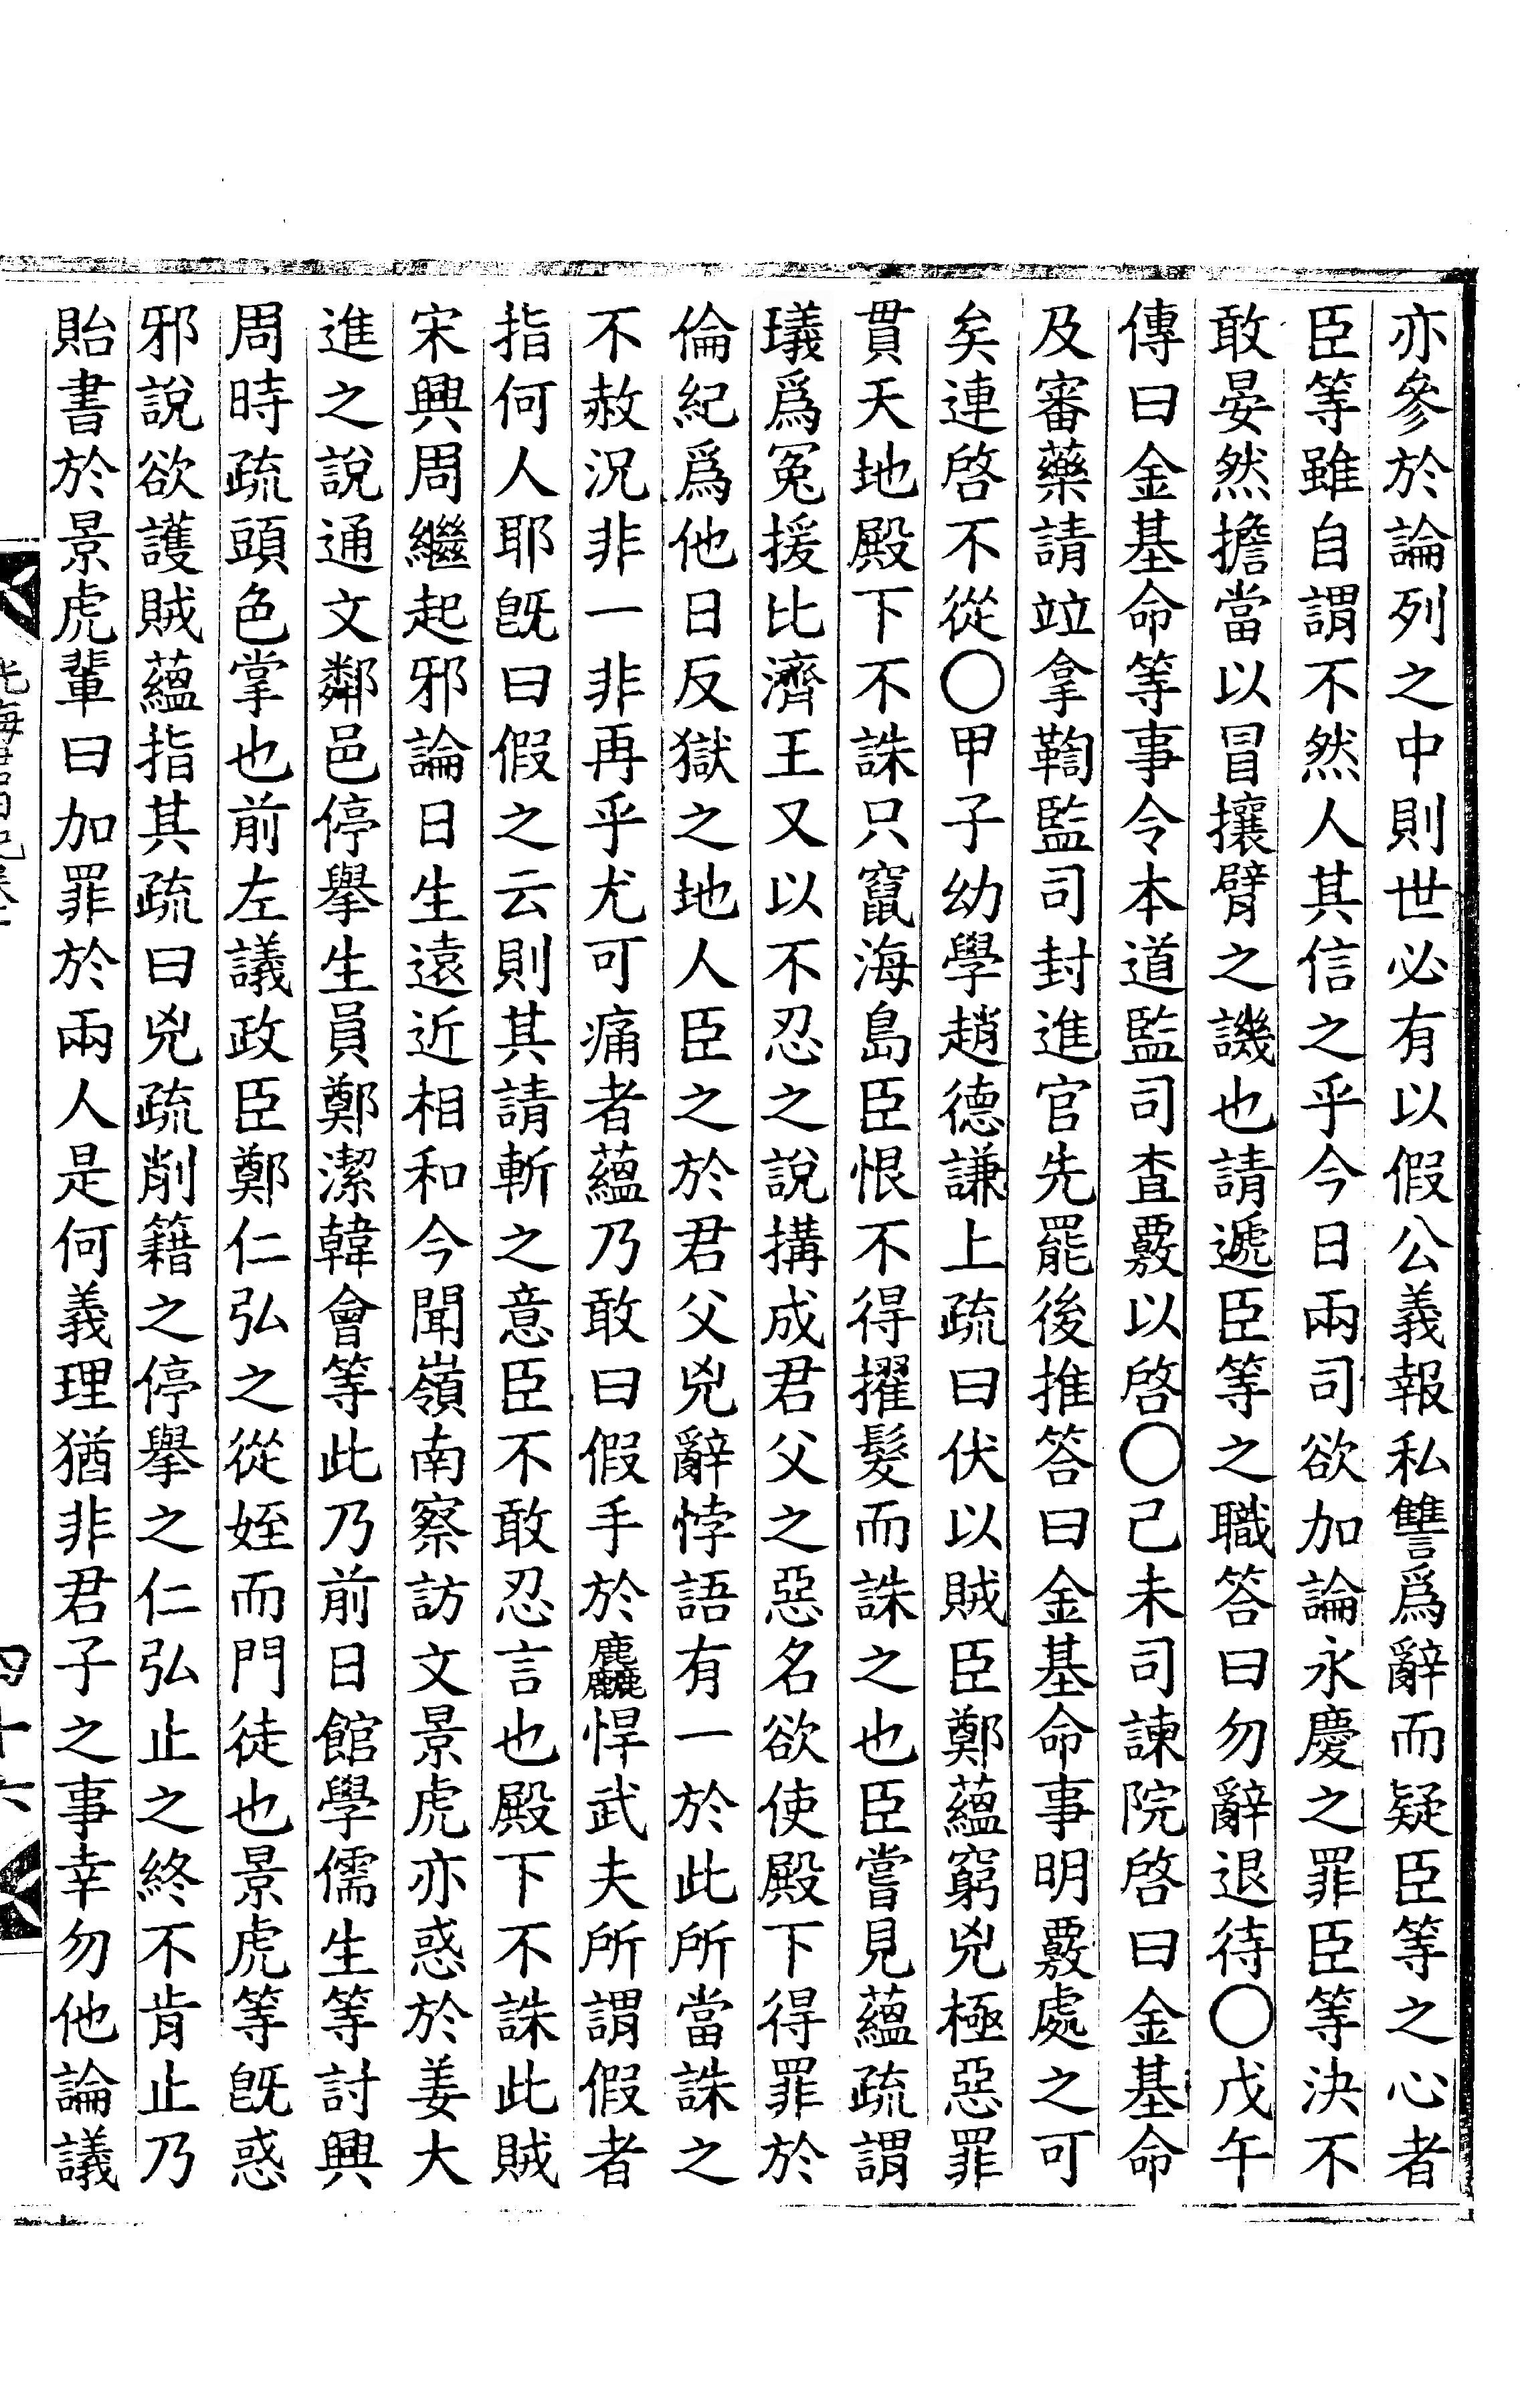 亦參於論列之中則世必有以假公義報私讐爲辭而疑臣等之心者
臣等雖自謂不然人其信之乎今日兩司欲加論永慶之罪臣等決不
敢晏然擔當以冒攘臂之譏也請遞臣等之職答曰勿辭退待〇戊午
傳曰金基命等事令本道監司査覈以啓〇己未司諫院啓曰金基命
及審藥請竝拿鞫監司封進官先罷後推答曰金基命事明覈處之可
矣連啓不從〇甲子幼學趙德謙上疏曰伏以賊臣鄭蘊窮兇極惡罪
貫天地殿下不誅只竄海島臣恨不得擢髮而誅之也臣嘗見蘊疏謂
㼁爲冤援比濟王又以不忍之說搆成君父之惡名欲使殿下得罪於
倫紀爲他日反獄之地人臣之於君父兇辭悖語有一於此所當誅之
不赦況非一非再乎尤可痛者蘊乃敢曰假手於麤悍武夫所謂假者
指何人耶旣曰假之云則其請斬之意臣不敢忍言也殿下不誅此賊
宋興周繼起邪論日生遠近相和今聞嶺南察訪文景虎亦惑於姜大
進之說通文鄰邑停擧生員鄭潔韓會等此乃前日館學儒生等討興
周時疏頭色掌也前左議政臣鄭仁弘之從姪而門徒也景虎等旣惑
邪說欲護賊蘊指其疏曰兇疏削籍之停擧之仁弘止之終不肯止乃
貽書於景虎輩曰加罪於兩人是何義理猶非君子之事幸勿他論議